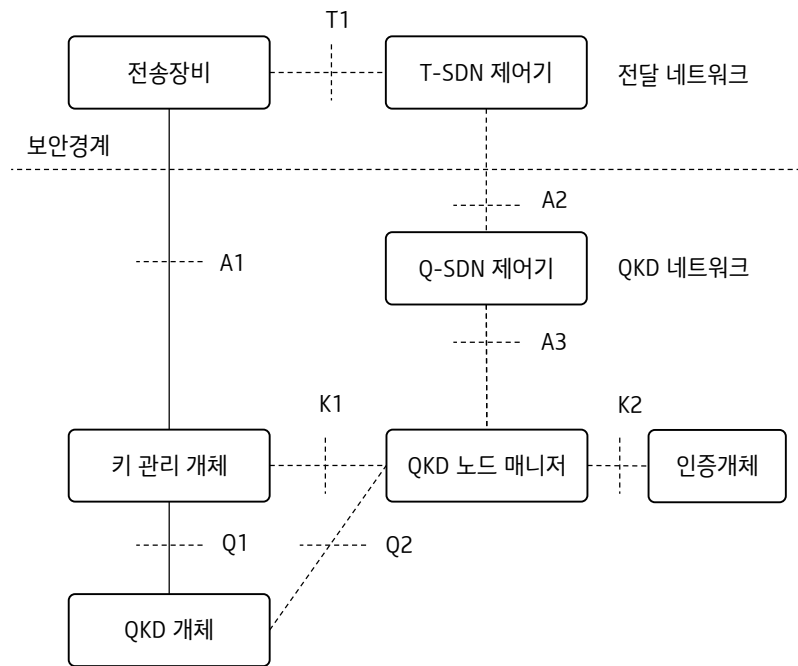 T1
전송장비
T-SDN 제어기
전달 네트워크
보안경계
A2
A1
Q-SDN 제어기
QKD 네트워크
A3
K1
K2
키 관리 개체
QKD 노드 매니저
인증개체
Q1
Q2
QKD 개체